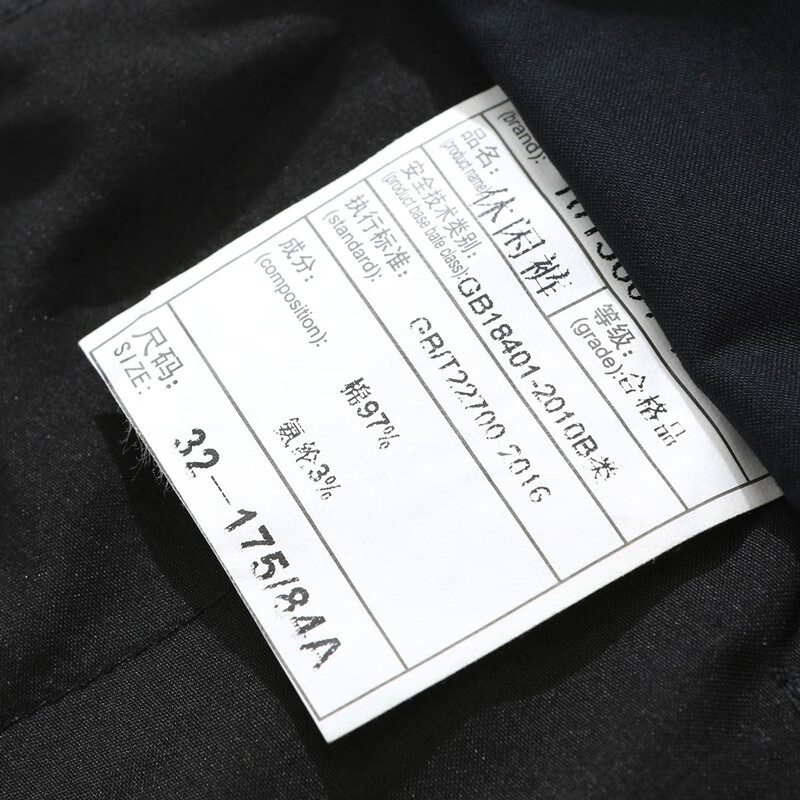 (brand):
品名: 休闲裤
(product name)
等级: 合格品
(grade):
安全技术类别: GB18401-2010B类
(product base bafe class):
执行标准: GB/T22700-2016
(standard):
成分: 棉97%
(composition): 氨纶3%
尺码: 32--175/84A
SIZE: